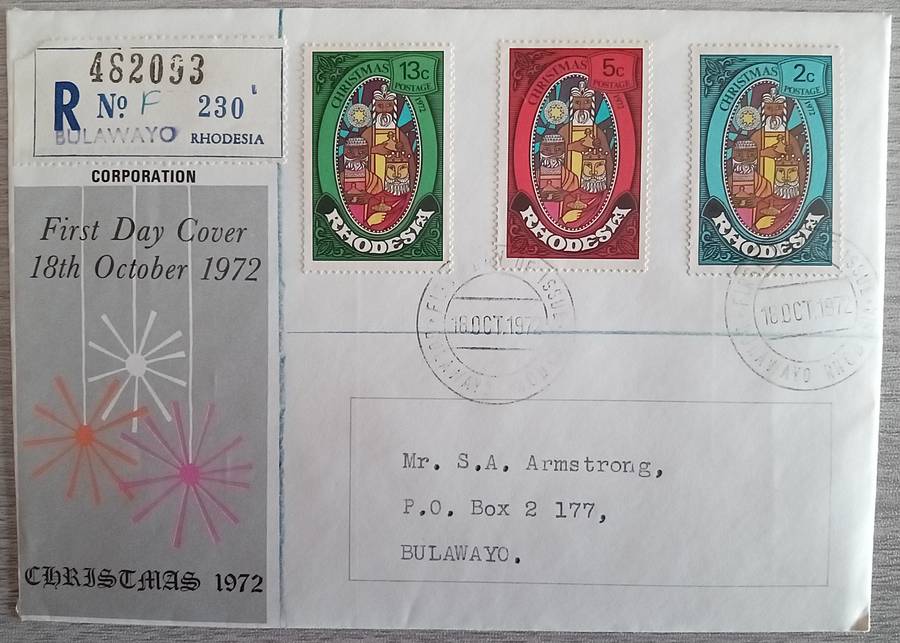 482093
R No F 230
BULAWAYO RHODESIA
CORPORATION
First Day Cover
18th October 1972
CHRISTMAS 1972
CHRISTMAS 13c
POSTAGE
1972
RHODESIA
CHRISTMAS 5c
POSTAGE
1972
RHODESIA
CHRISTMAS 2c
POSTAGE
1972
RHODESIA
18.OCT.1972
BULAWAYO
18.OCT.1972
BULAWAYO
Mr. S.A. Armstrong,
P.O. Box 2 177,
BULAWAYO.